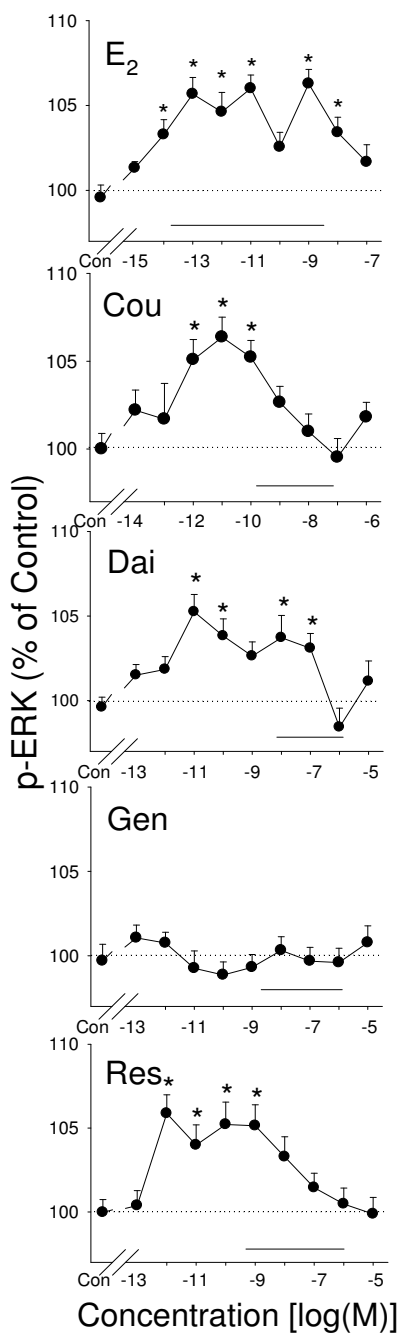 110
E2
* * * * * *
105
100
Con -15 -13 -11 -9 -7
110
Cou
* * *
105
100
Con -14 -12 -10 -8 -6
110
Dai
* * * *
105
100
Con -13 -11 -9 -7 -5
110
Gen
105
100
Con -13 -11 -9 -7 -5
110
Res
* * * *
105
100
Con -13 -11 -9 -7 -5
p-ERK (% of Control)
Concentration [log(M)]